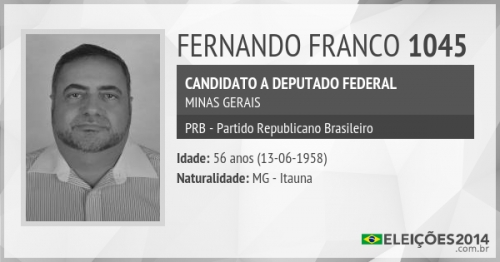 FERNANDO FRANCO 1045
CANDIDATO A DEPUTADO FEDERAL
MINAS GERAIS
PRB - Partido Republicano Brasileiro
Idade: 56 anos (13-06-1958)
Naturalidade: MG - Itauna
ELEIÇÕES2014
.com.br